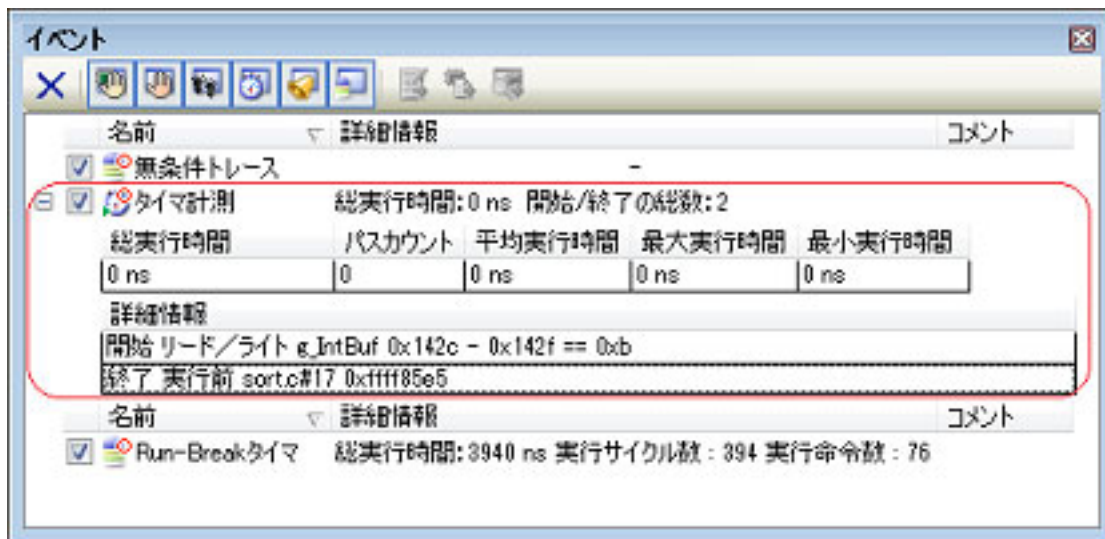 イベント
名前 詳細情報 コメント
無条件トレース -
タイマ計測 総実行時間:0 ns 開始/終了の総数:2
総実行時間 パスカウント 平均実行時間 最大実行時間 最小実行時間
0 ns 0 0 ns 0 ns 0 ns
詳細情報
開始 リード/ライト g_IntBuf 0x142c - 0x142f == 0xb
終了 実行前 sort.c#17 0xffff85e5
名前 詳細情報 コメント
Run-Breakタイマ 総実行時間:3940 ns 実行サイクル数 : 394 実行命令数 : 76